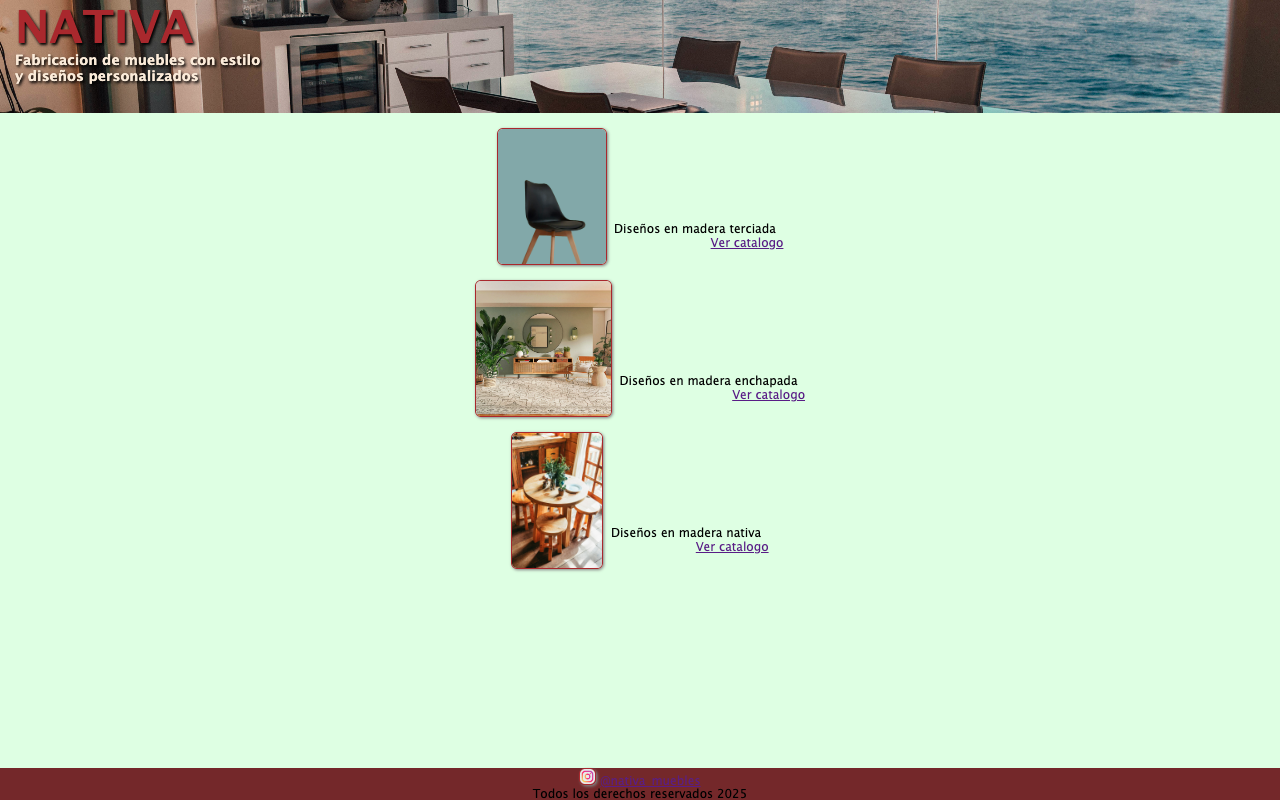 NATIVA
Fabricacion de muebles con estilo
y diseños personalizados
Diseños en madera terciada
Ver catalogo
Diseños en madera enchapada
Ver catalogo
Diseños en madera nativa
Ver catalogo
Todos los derechos reservados 2025